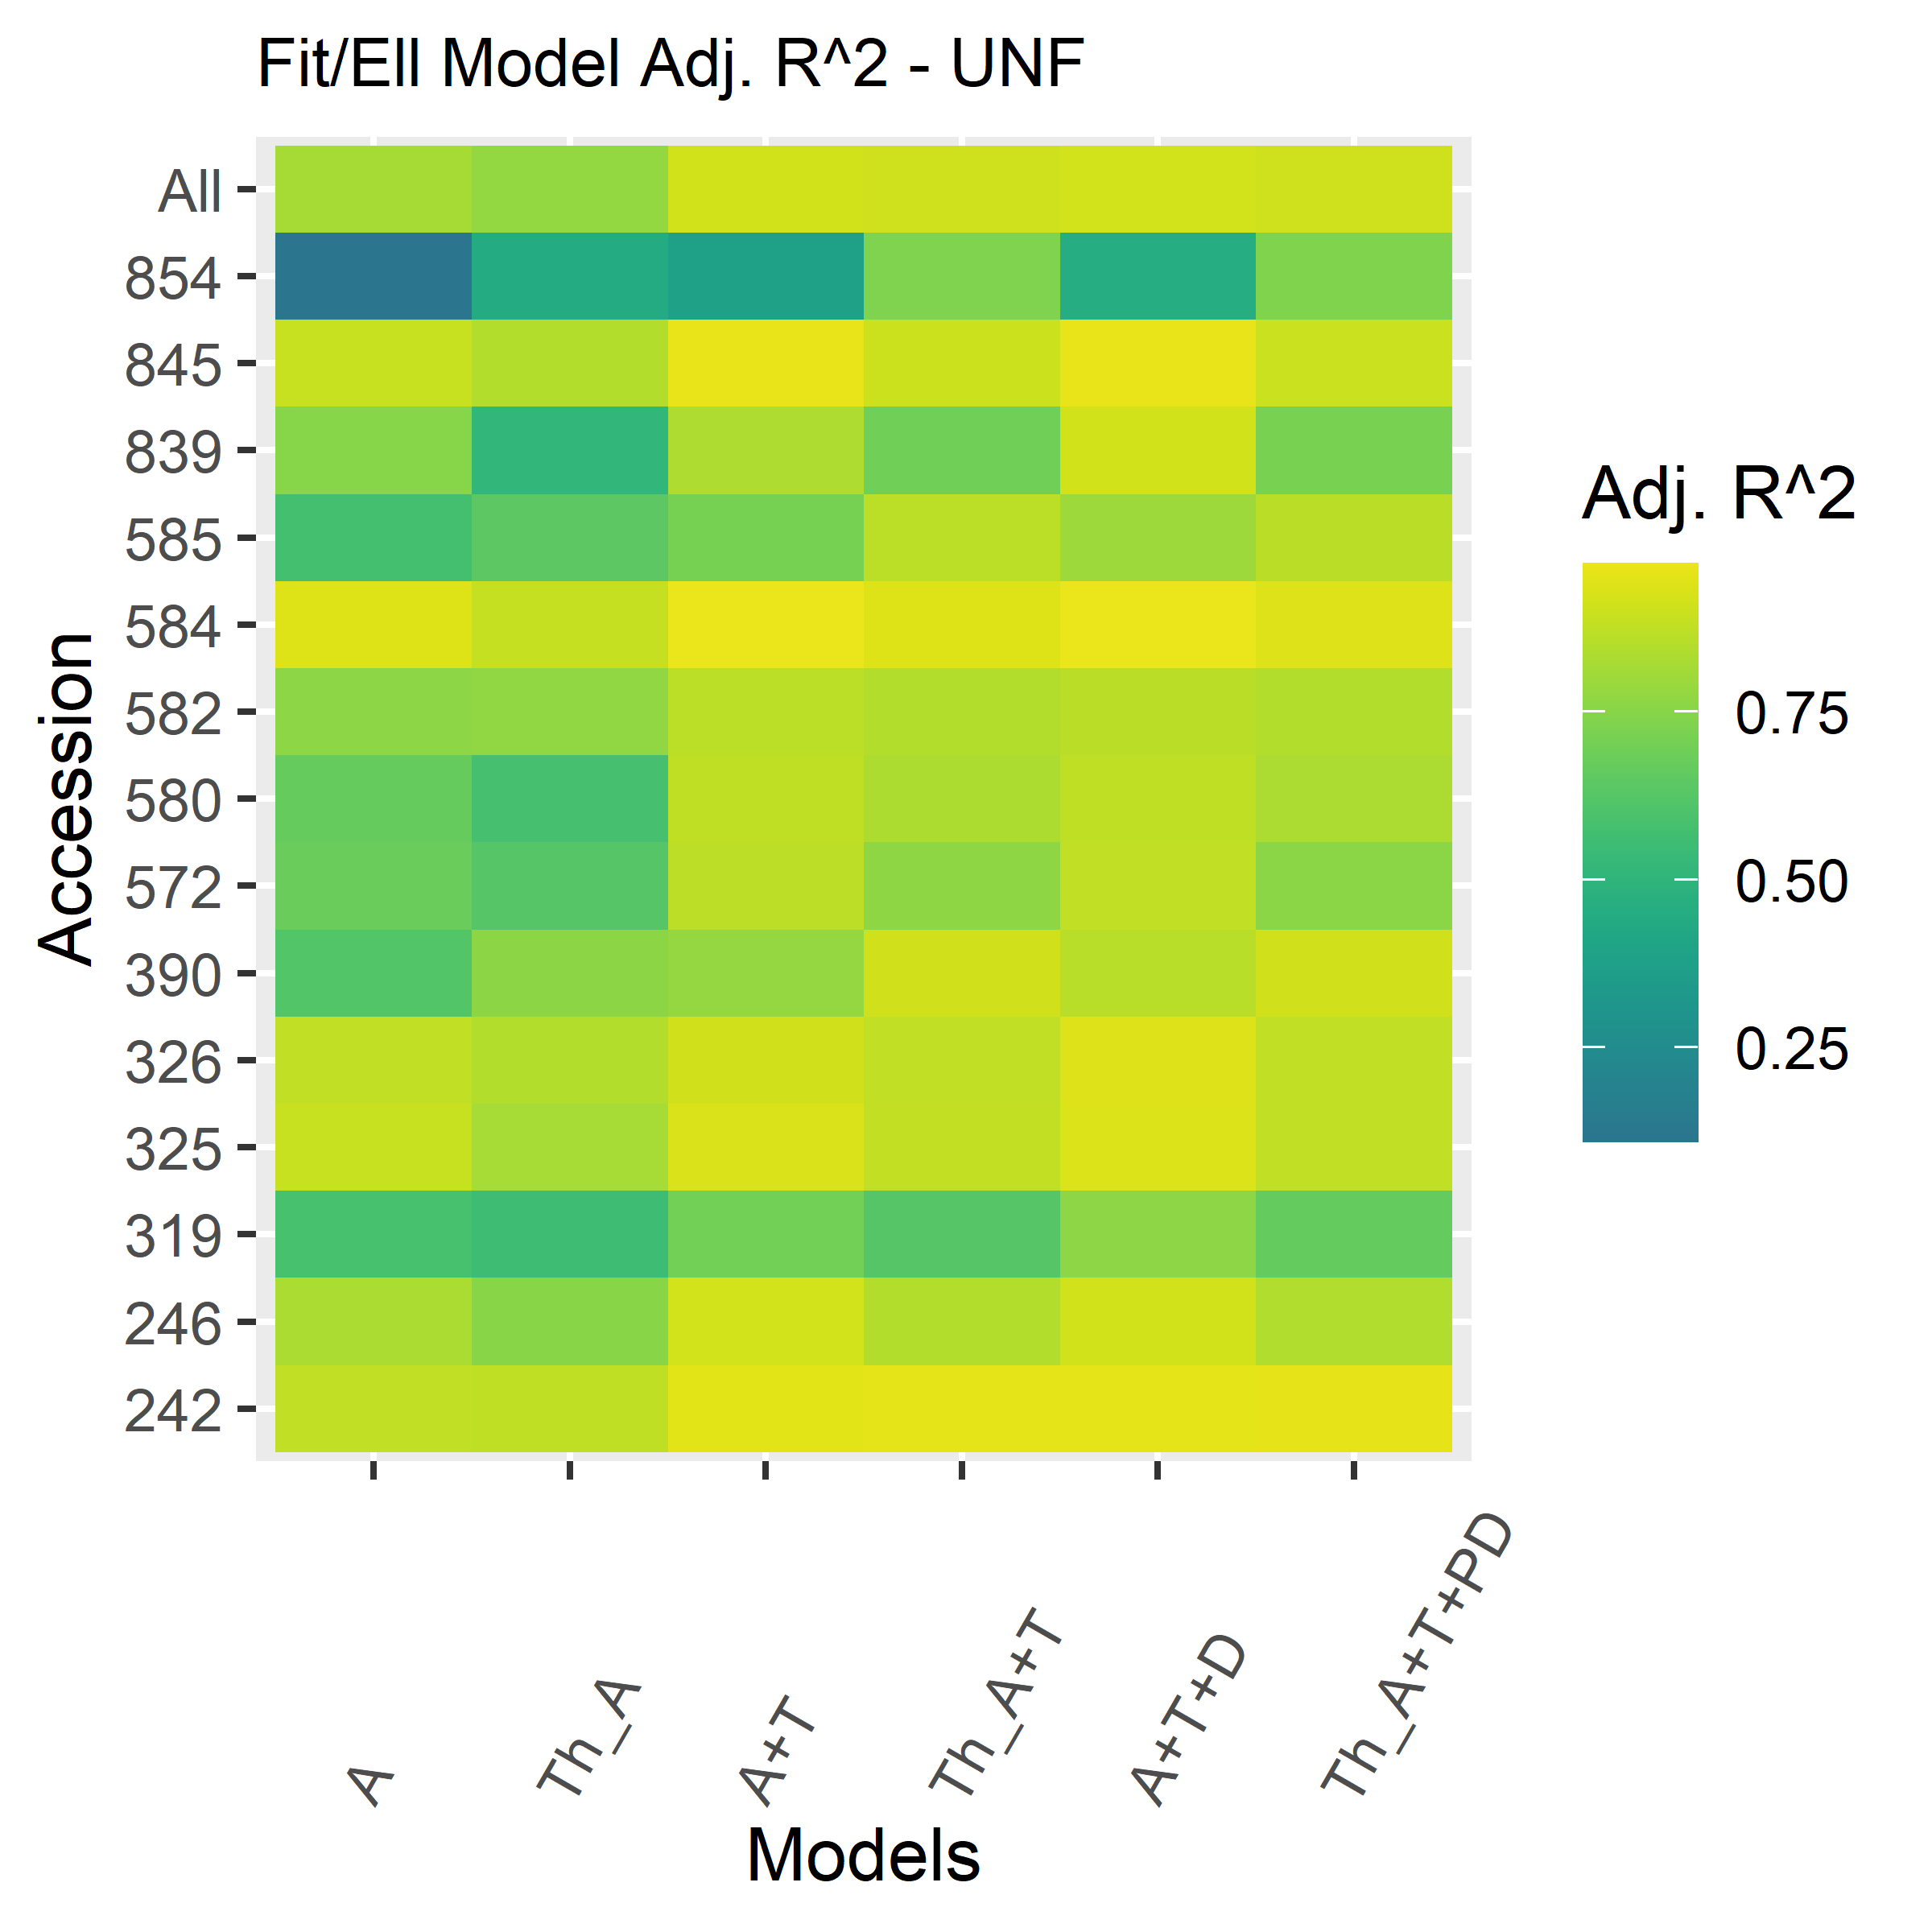 Fit/Ell Model Adj. R^2 - UNF
All
854
845
839
585
584
582
580
572
390
326
325
319
246
242
Accession
A
Th_A
A+T
Th_A+T
A+T+D
Th_A+T+PD
Models
Adj. R^2
0.75
0.50
0.25